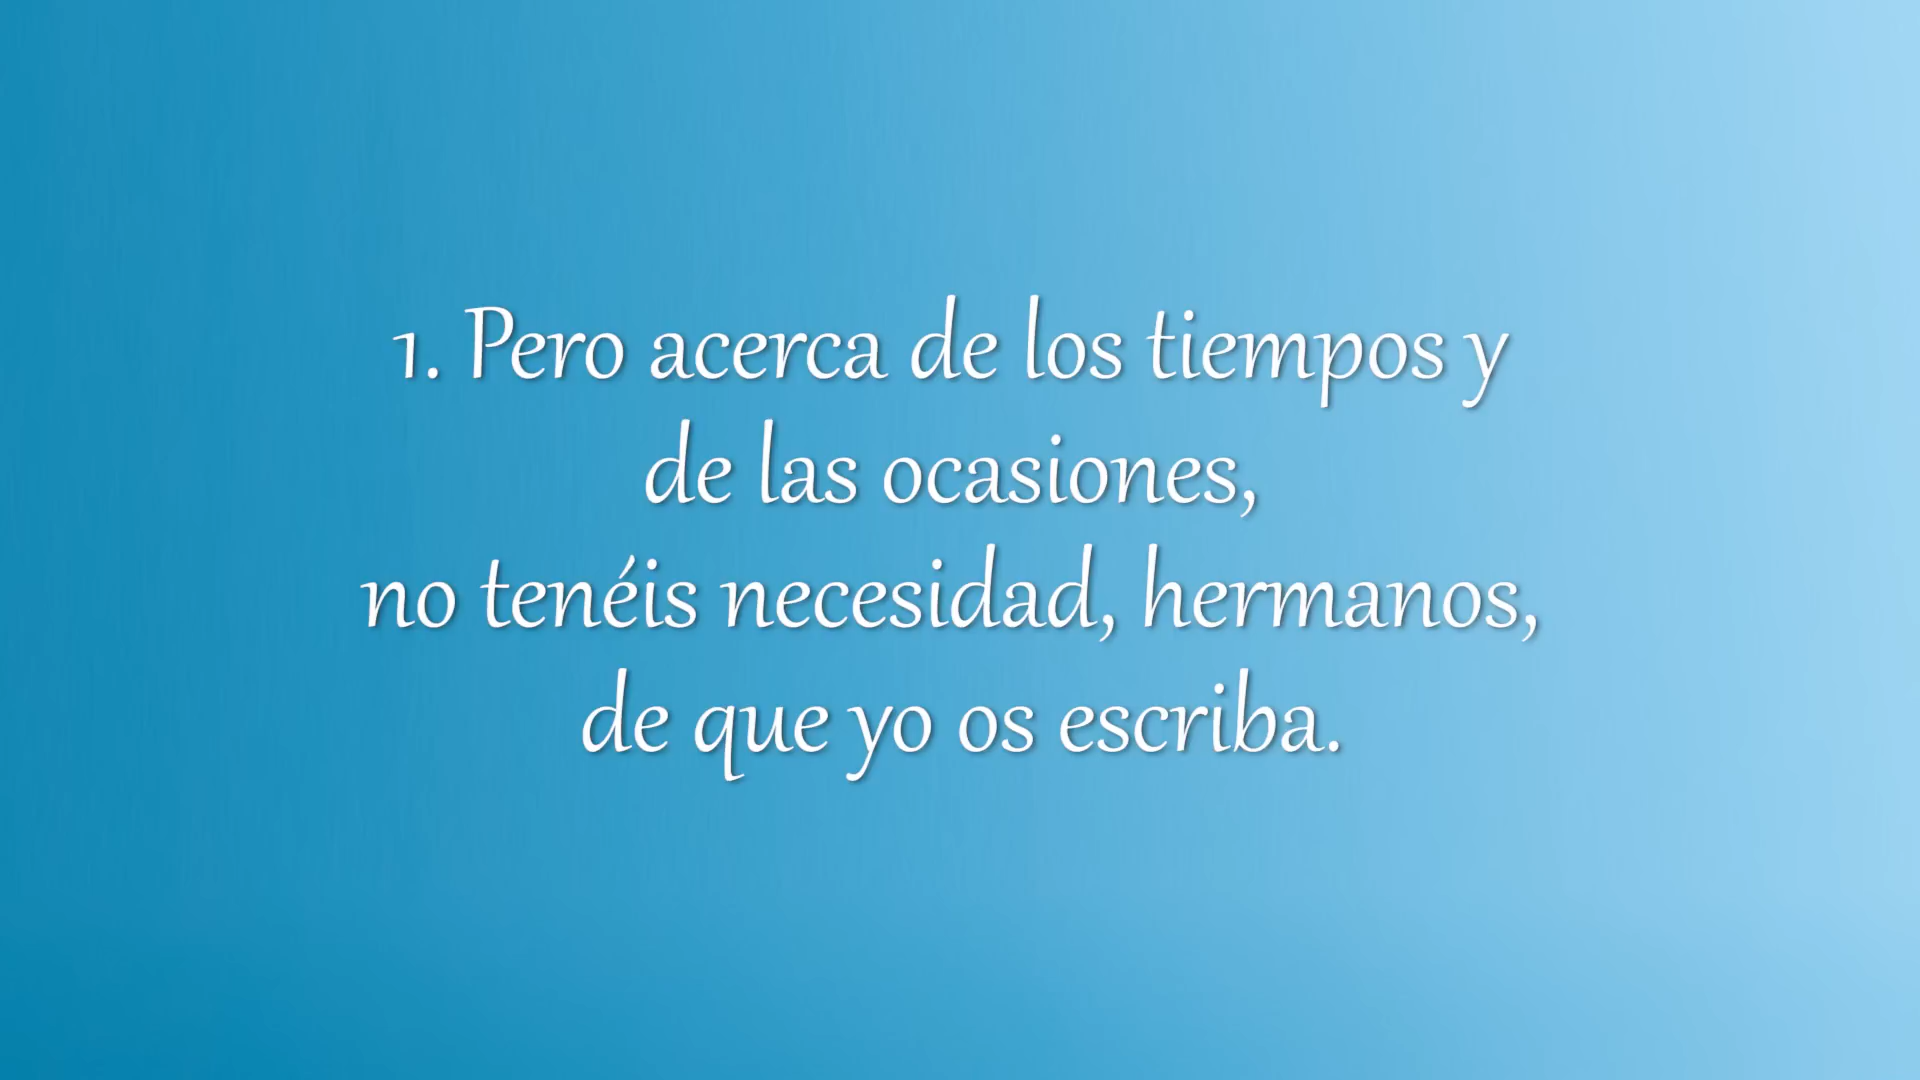 1. Pero acerca de los tiempos y
de las ocasiones,
no tenéis necesidad, hermanos,
de que yo os escriba.